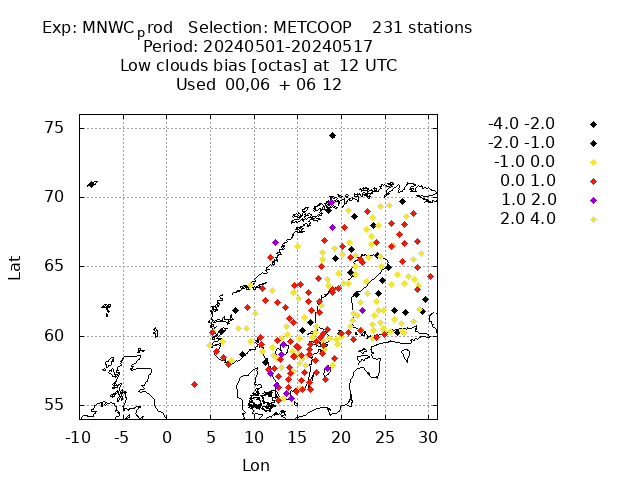 Exp: MNWCprod   Selection: METCOOP    231 stations
Period: 20240501-20240517
Low clouds bias [octas] at  12 UTC
Used  00,06  + 06 12
-4.0 -2.0
-2.0 -1.0
-1.0 0.0
0.0 1.0
1.0 2.0
2.0 4.0
Lat
75
70
65
60
55
-10 -5 0 5 10 15 20 25 30
Lon